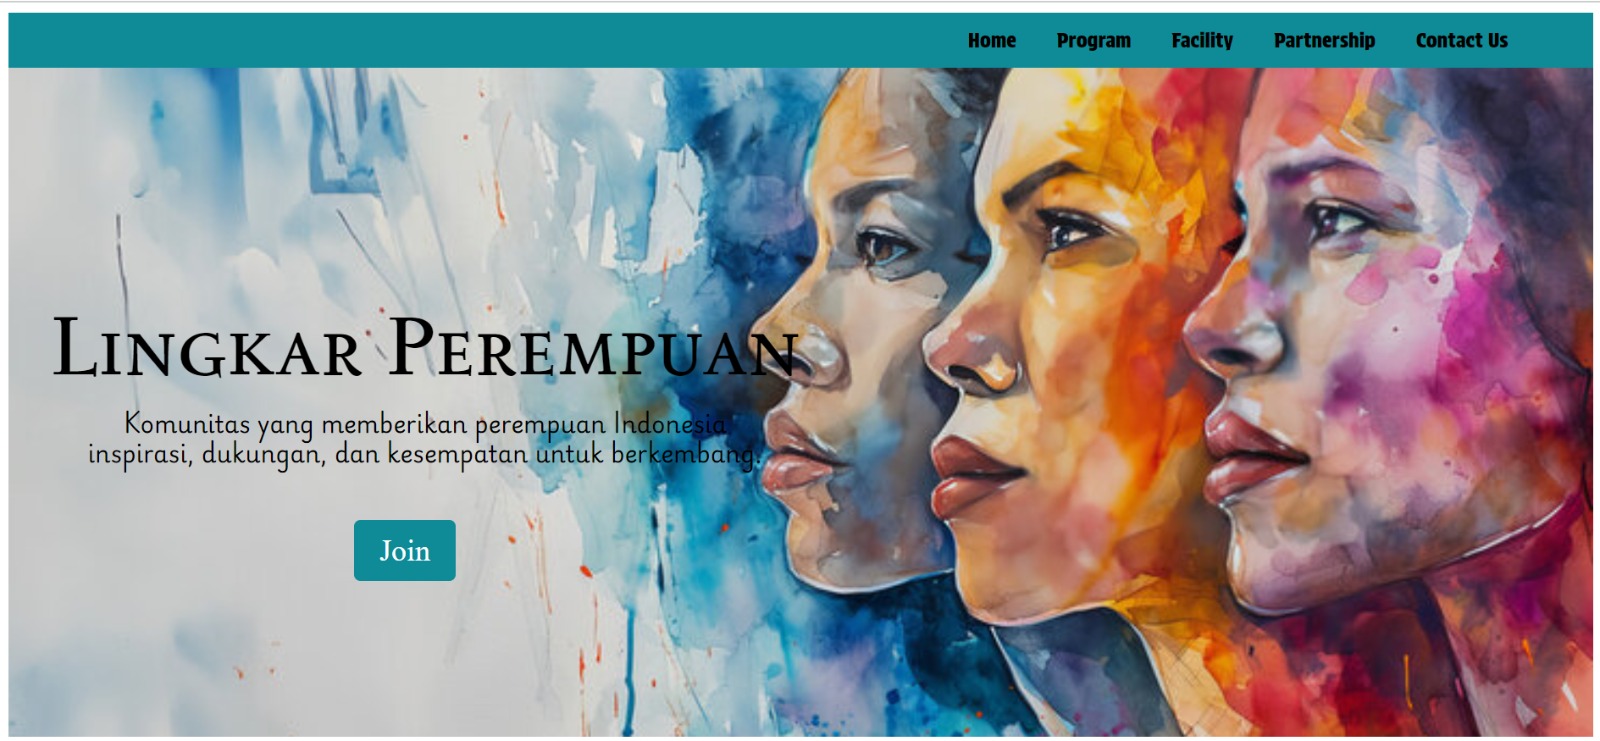 Home Program Facility Partnership Contact Us
LINGKAR PEREMPUAN
Komunitas yang memberikan perempuan Indonesia
inspirasi, dukungan, dan kesempatan untuk berkembang.
Join